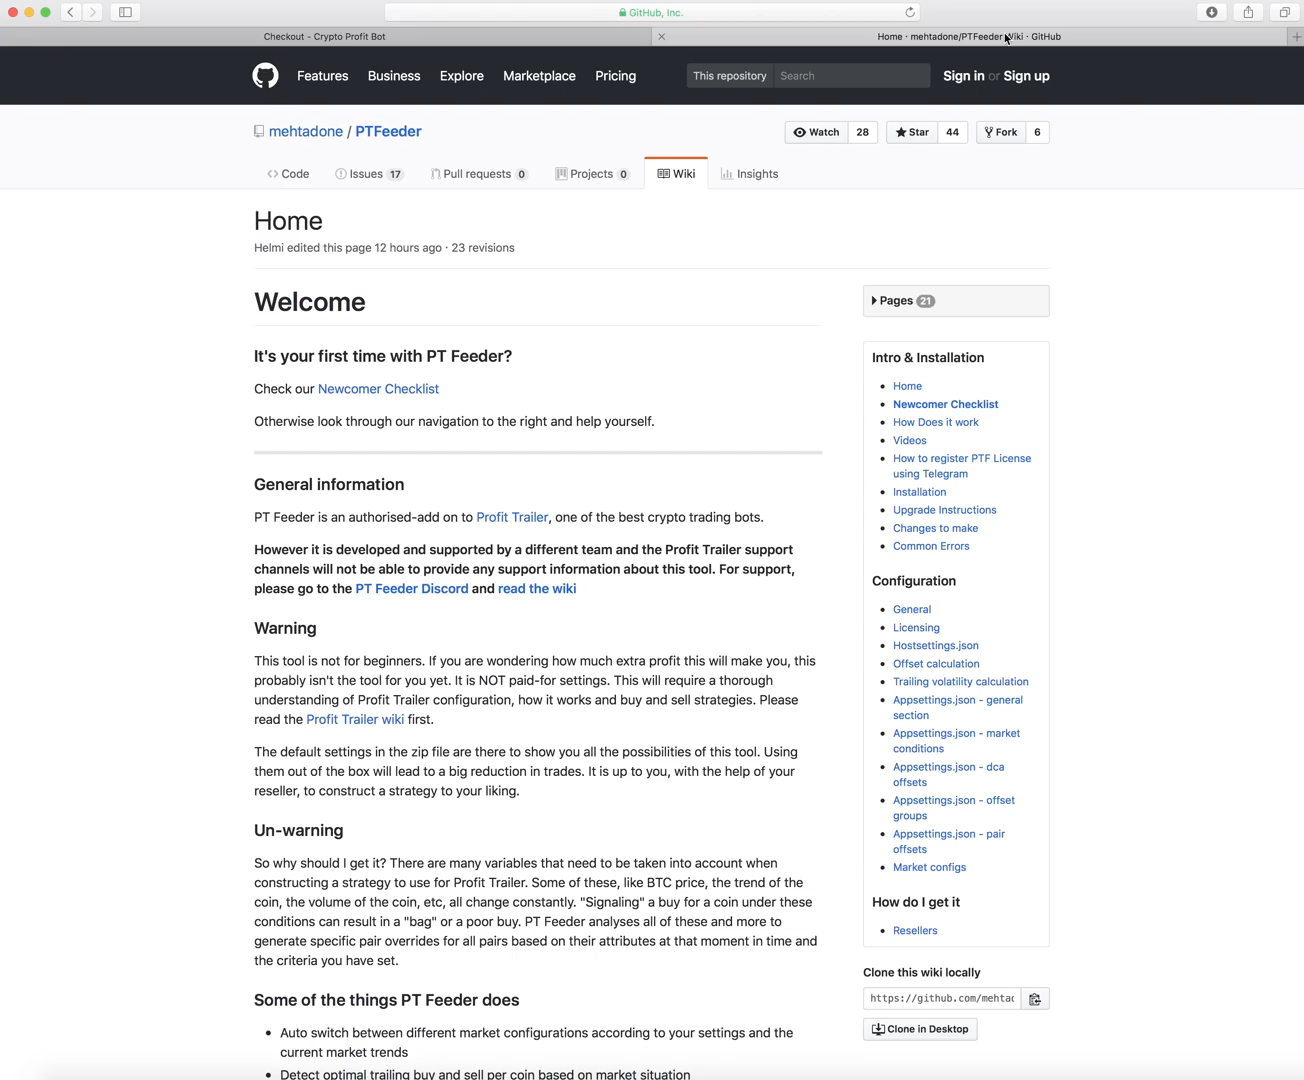 GitHub, Inc.
Checkout - Crypto Profit Bot
Home · mehtadone/PTFeeder Wiki · GitHub
Features Business Explore Marketplace Pricing
This repository Search
Sign in or Sign up
mehtadone / PTFeeder
Watch 28 Star 44 Fork 6
Code Issues 17 Pull requests 0 Projects 0 Wiki Insights
Home
Helmi edited this page 12 hours ago · 23 revisions
Welcome
It's your first time with PT Feeder?
Check our Newcomer Checklist
Otherwise look through our navigation to the right and help yourself.
General information
PT Feeder is an authorised-add on to Profit Trailer, one of the best crypto trading bots.
However it is developed and supported by a different team and the Profit Trailer support
channels will not be able to provide any support information about this tool. For support,
please go to the PT Feeder Discord and read the wiki
Warning
This tool is not for beginners. If you are wondering how much extra profit this will make you, this
probably isn't the tool for you yet. It is NOT paid-for settings. This will require a thorough
understanding of Profit Trailer configuration, how it works and buy and sell strategies. Please
read the Profit Trailer wiki first.
The default settings in the zip file are there to show you all the possibilities of this tool. Using
them out of the box will lead to a big reduction in trades. It is up to you, with the help of your
reseller, to construct a strategy to your liking.
Un-warning
So why should I get it? There are many variables that need to be taken into account when
constructing a strategy to use for Profit Trailer. Some of these, like BTC price, the trend of the
coin, the volume of the coin, etc, all change constantly. "Signaling" a buy for a coin under these
conditions can result in a "bag" or a poor buy. PT Feeder analyses all of these and more to
generate specific pair overrides for all pairs based on their attributes at that moment in time and
the criteria you have set.
Some of the things PT Feeder does
Auto switch between different market configurations according to your settings and the
current market trends
Detect optimal trailing buy and sell per coin based on market situation
Pages 21
Intro & Installation
Home
Newcomer Checklist
How Does it work
Videos
How to register PTF License
using Telegram
Installation
Upgrade Instructions
Changes to make
Common Errors
Configuration
General
Licensing
Hostsettings.json
Offset calculation
Trailing volatility calculation
Appsettings.json - general
section
Appsettings.json - market
conditions
Appsettings.json - dca
offsets
Appsettings.json - offset
groups
Appsettings.json - pair
offsets
Market configs
How do I get it
Resellers
Clone this wiki locally
https://github.com/mehtad
Clone in Desktop